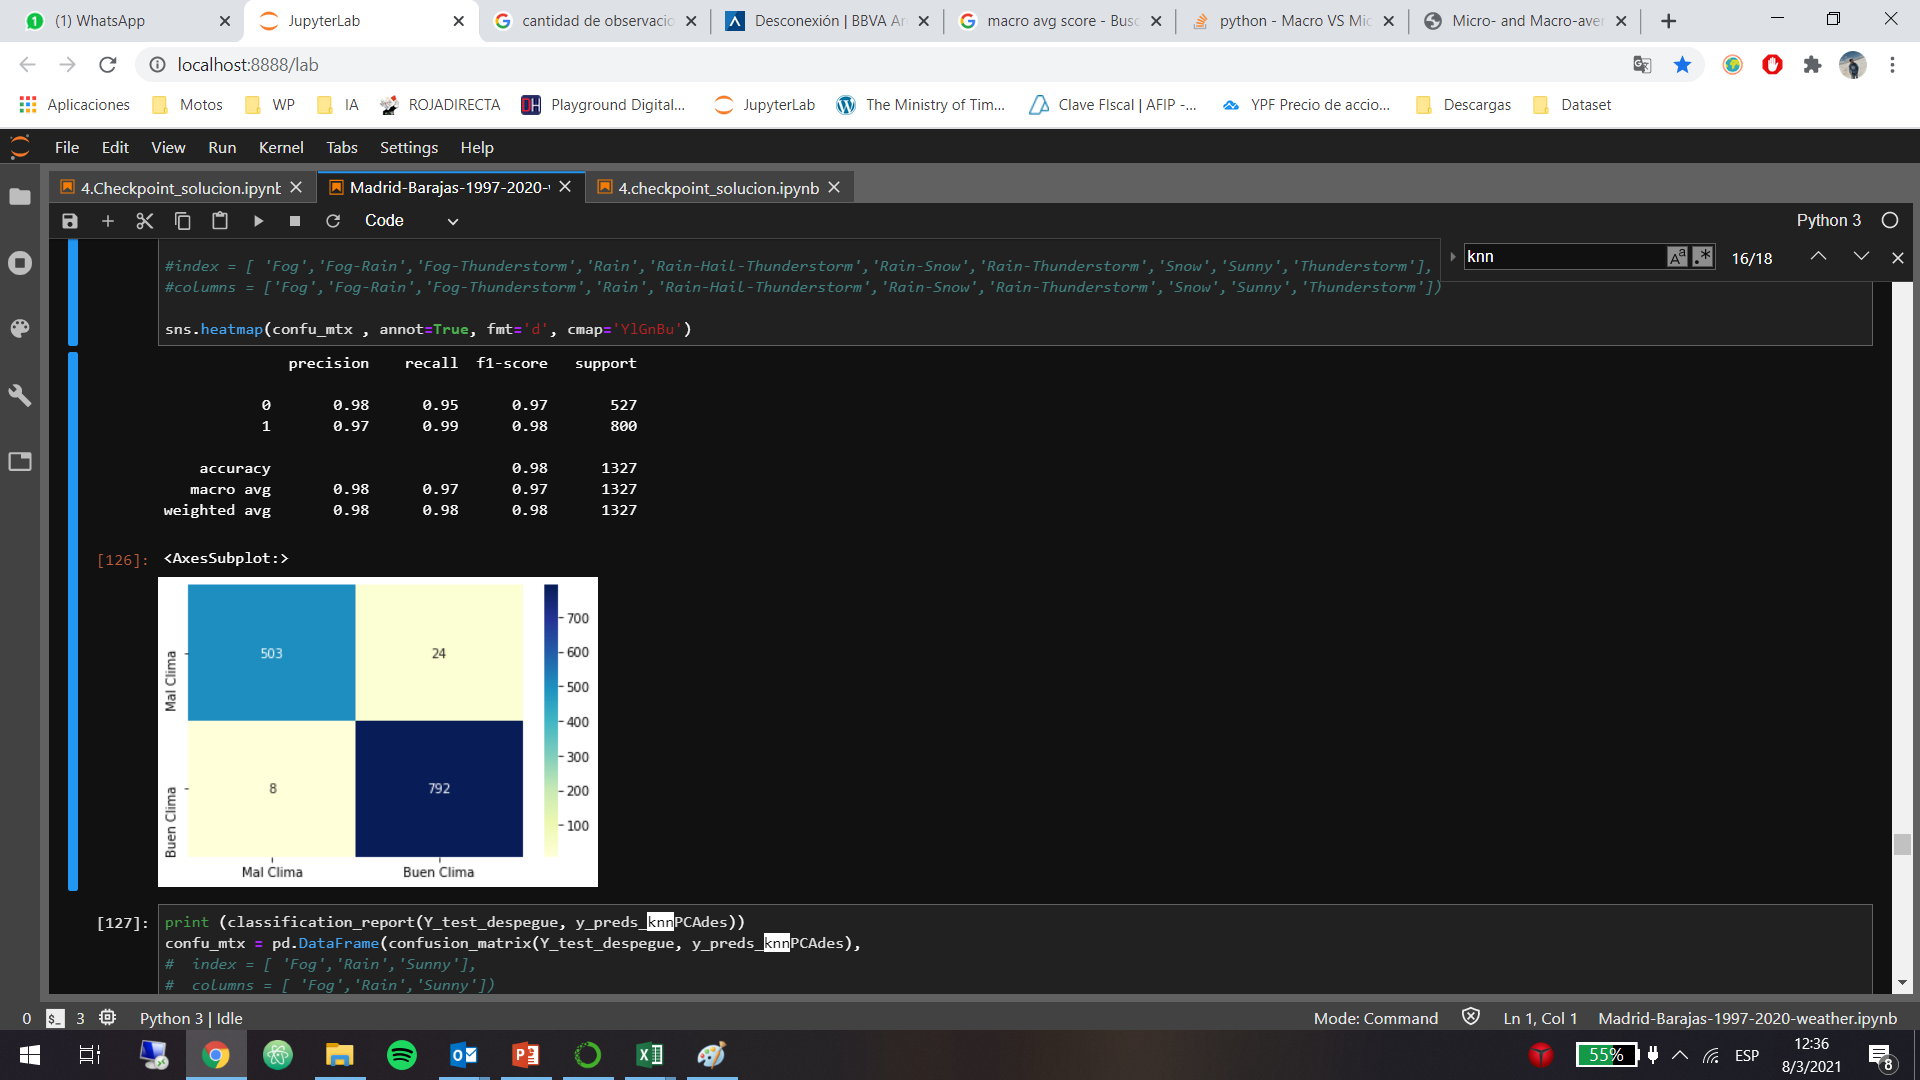 (1) WhatsApp
JupyterLab
cantidad de observacio
Desconexión | BBVA Ar
macro avg score - Busc
python - Macro VS Mic
Micro- and Macro-aver
localhost:8888/lab
Aplicaciones
Motos
WP
IA
ROJADIRECTA
Playground Digital...
JupyterLab
The Ministry of Tim...
Clave FIscal | AFIP -...
YPF Precio de accio...
Descargas
Dataset
File Edit View Run Kernel Tabs Settings Help
4.Checkpoint_solucion.ipynb
Madrid-Barajas-1997-2020-
4.checkpoint_solucion.ipynb
Code
Python 3
knn
16/18
#index = [ 'Fog','Fog-Rain','Fog-Thunderstorm','Rain','Rain-Hail-Thunderstorm','Rain-Snow','Rain-Thunderstorm','Snow','Sunny','Thunderstorm'],
#columns = ['Fog','Fog-Rain','Fog-Thunderstorm','Rain','Rain-Hail-Thunderstorm','Rain-Snow','Rain-Thunderstorm','Snow','Sunny','Thunderstorm'])
sns.heatmap(confu_mtx , annot=True, fmt='d', cmap='YlGnBu')
precision recall f1-score support
0 0.98 0.95 0.97 527
1 0.97 0.99 0.98 800
accuracy 0.98 1327
macro avg 0.98 0.97 0.97 1327
weighted avg 0.98 0.98 0.98 1327
[126]: <AxesSubplot:>
503
24
8
792
Mal Clima
Buen Clima
Mal Clima
Buen Clima
700
600
500
400
300
200
100
[127]: print (classification_report(Y_test_despegue, y_preds_knnPCAdes))
confu_mtx = pd.DataFrame(confusion_matrix(Y_test_despegue, y_preds_knnPCAdes),
#  index = [ 'Fog','Rain','Sunny'],
#  columns = [ 'Fog','Rain','Sunny'])
0 $_ 3 Python 3 | Idle
Mode: Command
Ln 1, Col 1
Madrid-Barajas-1997-2020-weather.ipynb
55%
ESP
12:36
8/3/2021
8